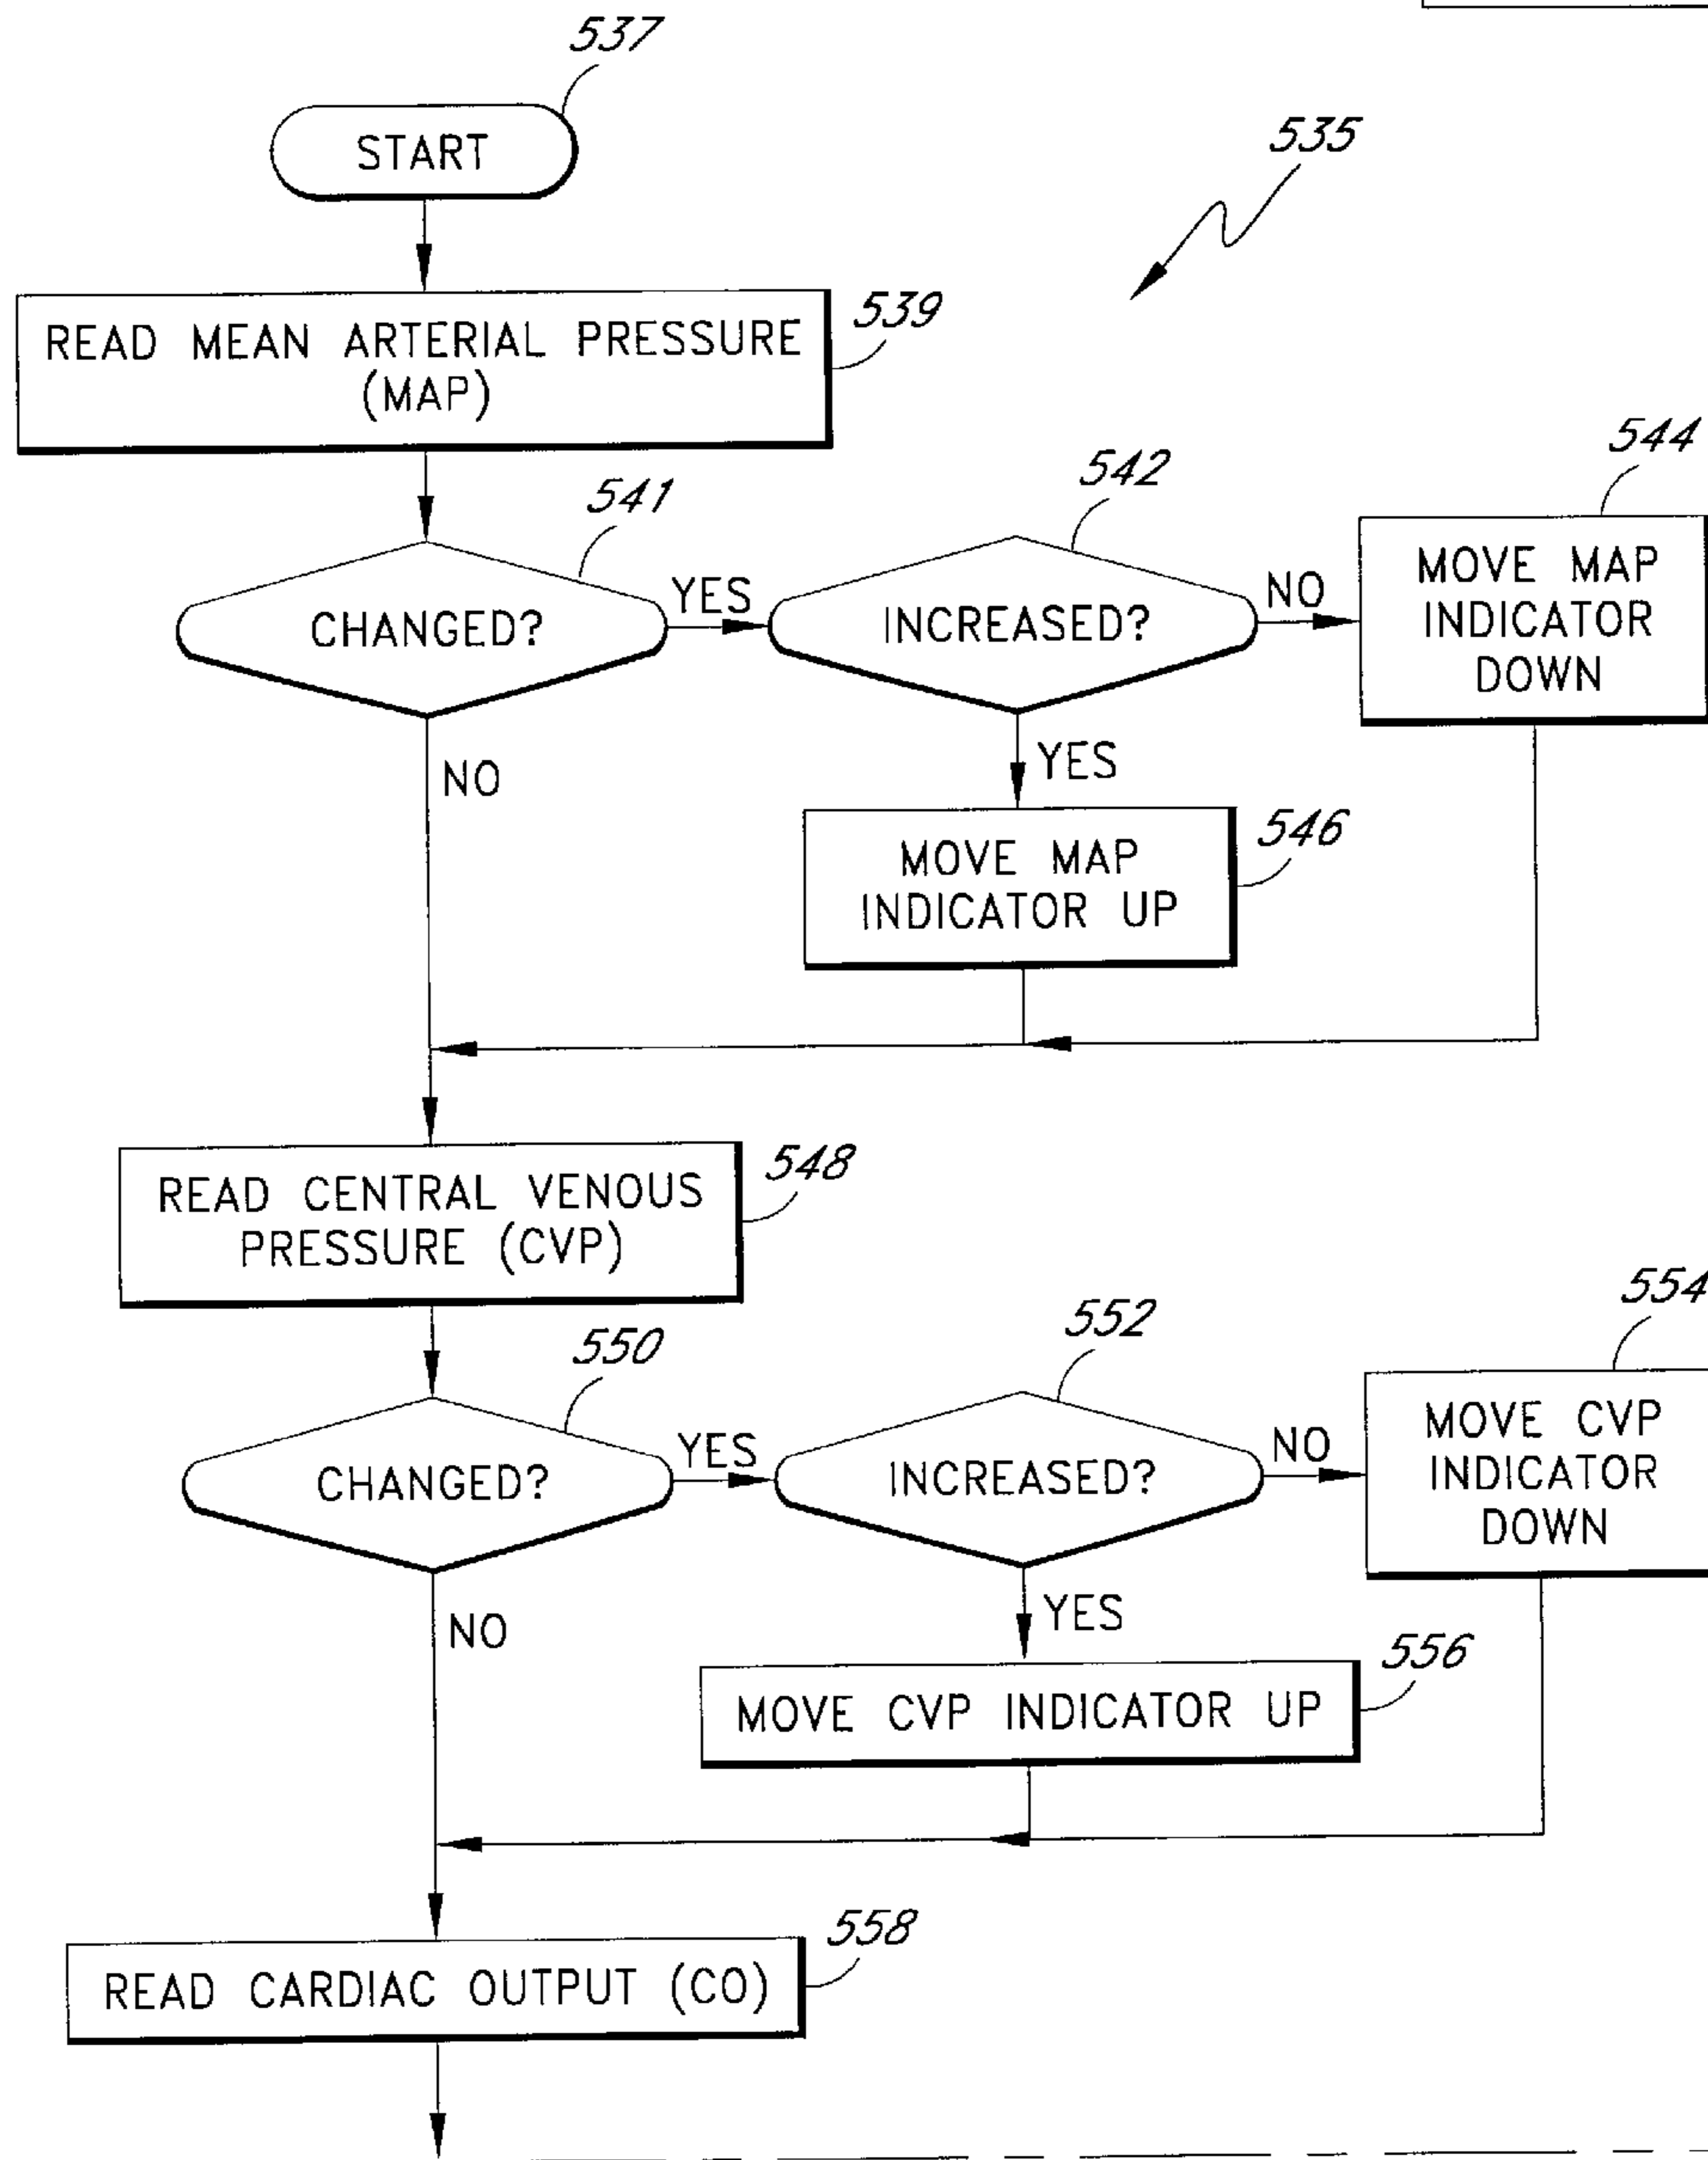 537
START
535
READ MEAN ARTERIAL PRESSURE
(MAP)
539
541
CHANGED?
YES
542
INCREASED?
NO
544
MOVE MAP
INDICATOR
DOWN
NO
YES
MOVE MAP
INDICATOR UP
546
READ CENTRAL VENOUS
PRESSURE (CVP)
548
550
CHANGED?
YES
552
INCREASED?
NO
554
MOVE CVP
INDICATOR
DOWN
NO
YES
MOVE CVP INDICATOR UP
556
READ CARDIAC OUTPUT (CO)
558